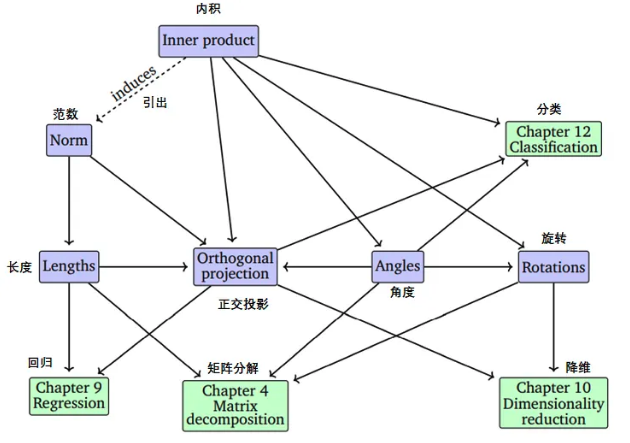 内积
Inner product
induces
引出
范数
Norm
分类
Chapter 12
Classification
长度
Lengths
Orthogonal
projection
正交投影
Angles
角度
旋转
Rotations
回归
Chapter 9
Regression
矩阵分解
Chapter 4
Matrix
decomposition
降维
Chapter 10
Dimensionality
reduction